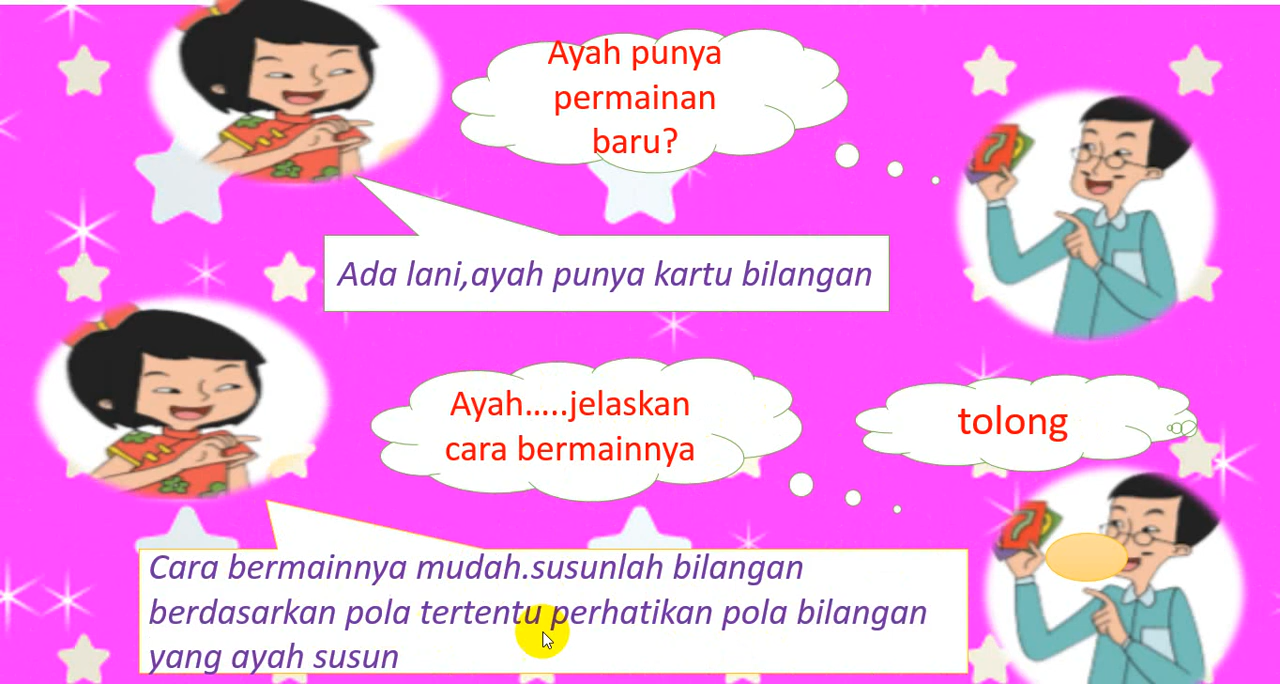 Ayah punya
permainan
baru?
Ada lani,ayah punya kartu bilangan
Ayah.....jelaskan
cara bermainnya
tolong
Cara bermainnya mudah.susunlah bilangan
berdasarkan pola tertentu perhatikan pola bilangan
yang ayah susun